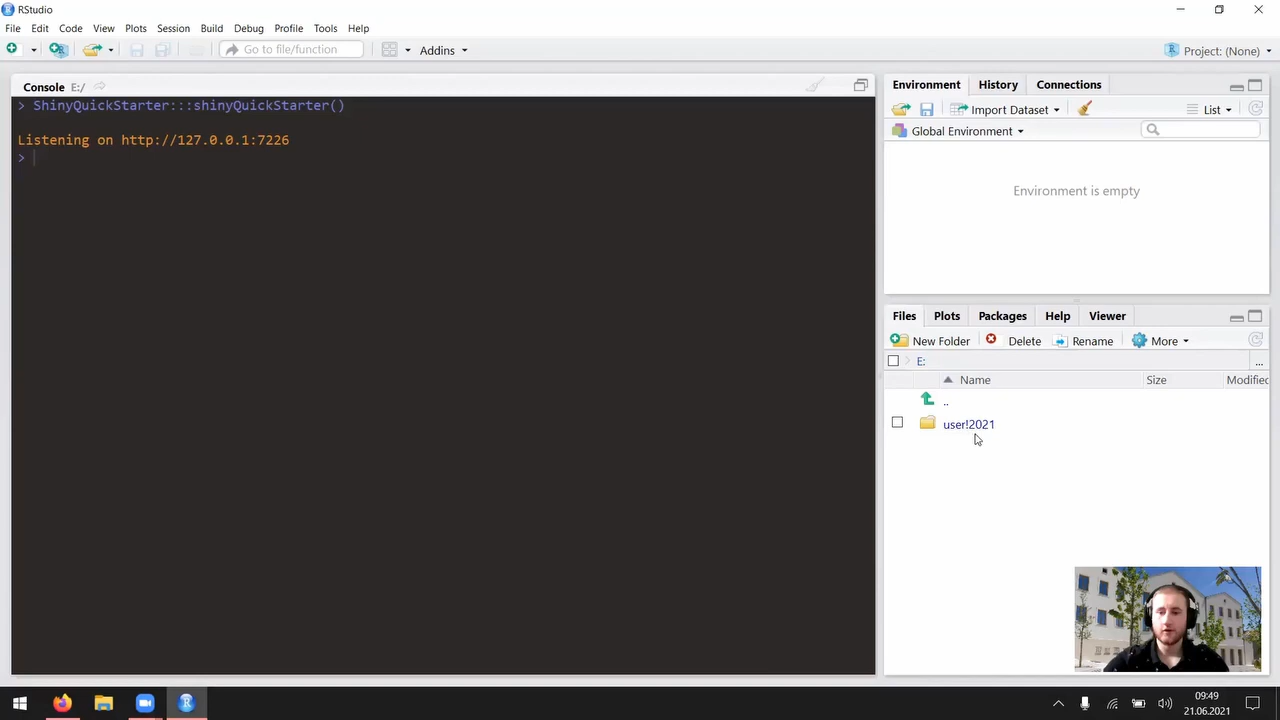 RStudio
File Edit Code View Plots Session Build Debug Profile Tools Help
Go to file/function Addins Project: (None)
Console E:/
> ShinyQuickStarter:::shinyQuickStarter()
Listening on http://127.0.0.1:7226
>
Environment History Connections
Import Dataset List
Global Environment
Environment is empty
Files Plots Packages Help Viewer
New Folder Delete Rename More
E: ...
Name Size Modified
..
user!2021
09:49
21.06.2021